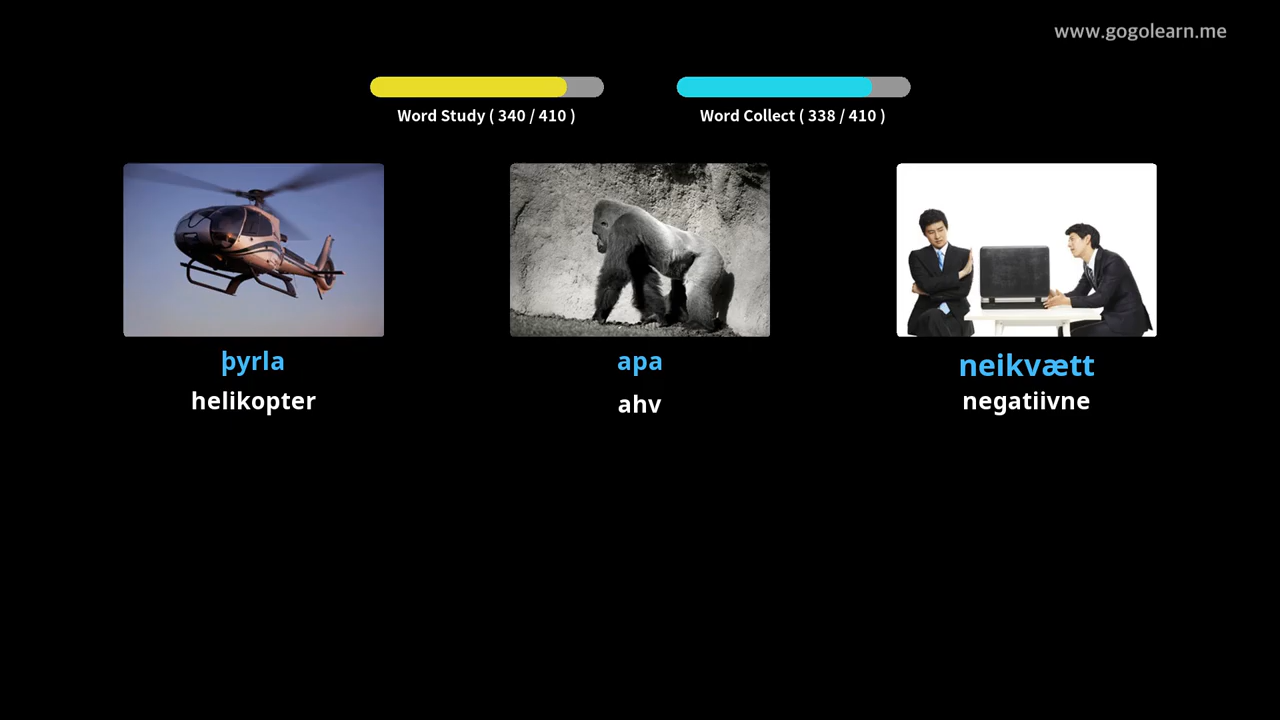 www.gogolearn.me
Word Study ( 340 / 410 )
Word Collect ( 338 / 410 )
þyrla
helikopter
apa
ahv
neikvætt
negatiivne